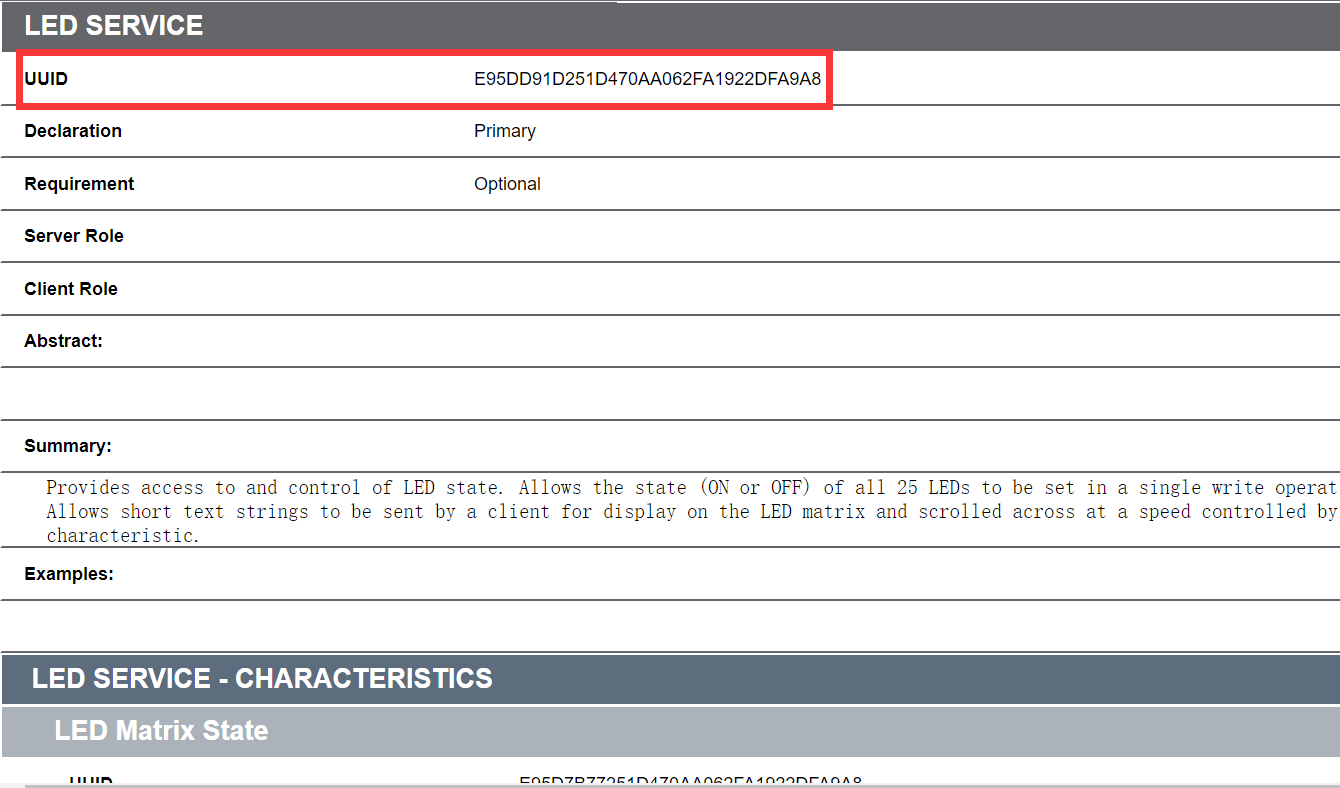 LED SERVICE
UUID E95DD91D251D470AA062FA1922DFA9A8
Declaration Primary
Requirement Optional
Server Role
Client Role
Abstract:
Summary:
Provides access to and control of LED state. Allows the state (ON or OFF) of all 25 LEDs to be set in a single write operat
Allows short text strings to be sent by a client for display on the LED matrix and scrolled across at a speed controlled by
characteristic.
Examples:
LED SERVICE - CHARACTERISTICS
LED Matrix State
UUID E95D7B77251D470AA062FA1922DFA9A8